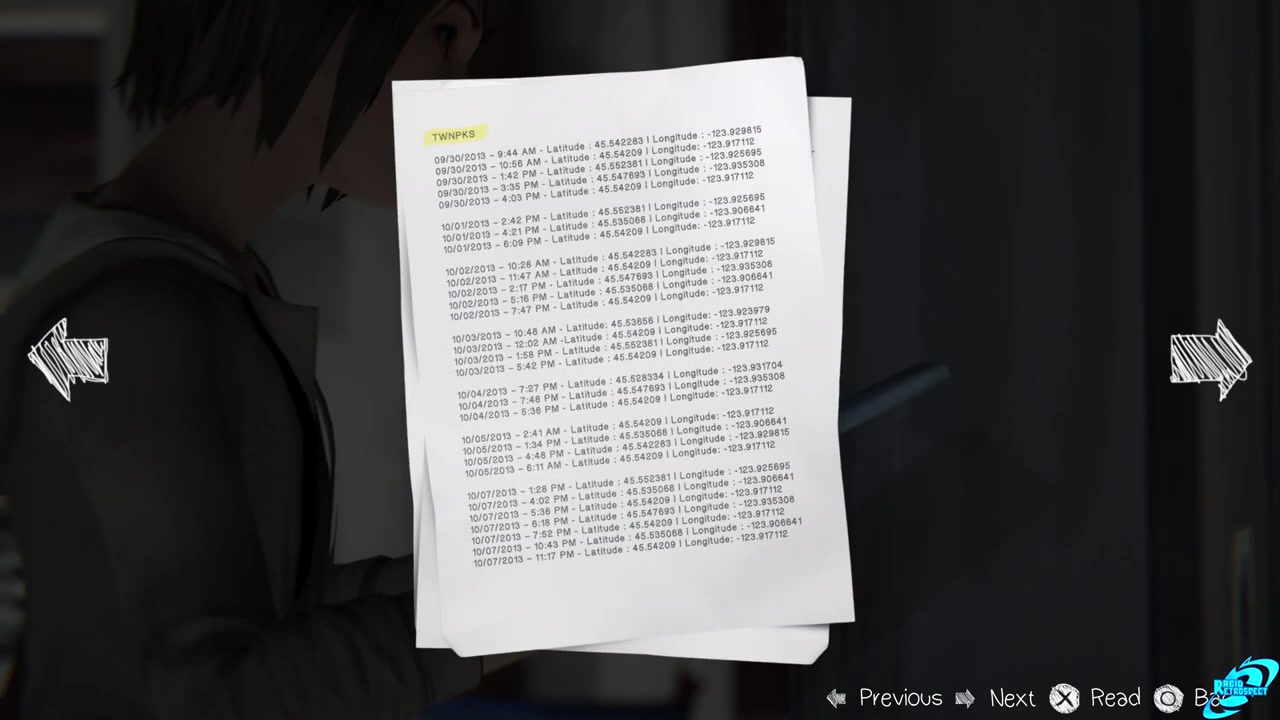 TWNPKS
09/30/2013 – 9:44 AM - Latitude : 45.542283 | Longitude : -123.929815
09/30/2013 – 10:56 AM - Latitude : 45.54209 | Longitude: -123.917112
09/30/2013 – 1:42 PM - Latitude : 45.552381 | Longitude : -123.925695
09/30/2013 – 3:35 PM - Latitude : 45.547693 | Longitude : -123.935308
09/30/2013 – 4:03 PM - Latitude : 45.54209 | Longitude: -123.917112
10/01/2013 – 2:42 PM - Latitude : 45.552381 | Longitude : -123.925695
10/01/2013 – 4:21 PM - Latitude : 45.535068 | Longitude : -123.906641
10/01/2013 – 6:09 PM - Latitude : 45.54209 | Longitude: -123.917112
10/02/2013 – 10:26 AM - Latitude : 45.542283 | Longitude : -123.929815
10/02/2013 – 11:47 AM - Latitude : 45.54209 | Longitude: -123.917112
10/02/2013 – 2:17 PM - Latitude : 45.547693 | Longitude : -123.935308
10/02/2013 – 5:16 PM - Latitude : 45.535068 | Longitude : -123.906641
10/02/2013 – 7:47 PM - Latitude : 45.54209 | Longitude: -123.917112
10/03/2013 – 10:48 AM - Latitude: 45.53656 | Longitude: -123.923979
10/03/2013 – 12:02 AM -Latitude : 45.54209 | Longitude: -123.917112
10/03/2013 – 1:58 PM - Latitude : 45.552381 | Longitude : -123.925695
10/03/2013 – 5:42 PM - Latitude : 45.54209 | Longitude: -123.917112
10/04/2013 – 7:27 PM - Latitude : 45.528334 | Longitude : -123.931704
10/04/2013 – 7:48 PM - Latitude : 45.547693 | Longitude : -123.935308
10/04/2013 – 5:36 PM - Latitude : 45.54209 | Longitude: -123.917112
10/05/2013 – 2:41 AM - Latitude : 45.54209 | Longitude: -123.917112
10/05/2013 – 1:34 PM - Latitude : 45.535068 | Longitude : -123.906641
10/05/2013 – 4:48 PM - Latitude : 45.542283 | Longitude : -123.929815
10/05/2013 – 6:11 AM - Latitude : 45.54209 | Longitude: -123.917112
10/07/2013 – 1:28 PM - Latitude : 45.552381 | Longitude : -123.925695
10/07/2013 – 4:02 PM - Latitude : 45.535068 | Longitude : -123.906641
10/07/2013 – 5:36 PM - Latitude : 45.54209 | Longitude: -123.917112
10/07/2013 – 6:18 PM - Latitude : 45.547693 | Longitude : -123.935308
10/07/2013 – 7:52 PM - Latitude : 45.54209 | Longitude: -123.917112
10/07/2013 – 10:43 PM - Latitude : 45.535068 | Longitude : -123.906641
10/07/2013 – 11:17 PM - Latitude : 45.54209 | Longitude: -123.917112
Previous Next X Read
RETROSPECT